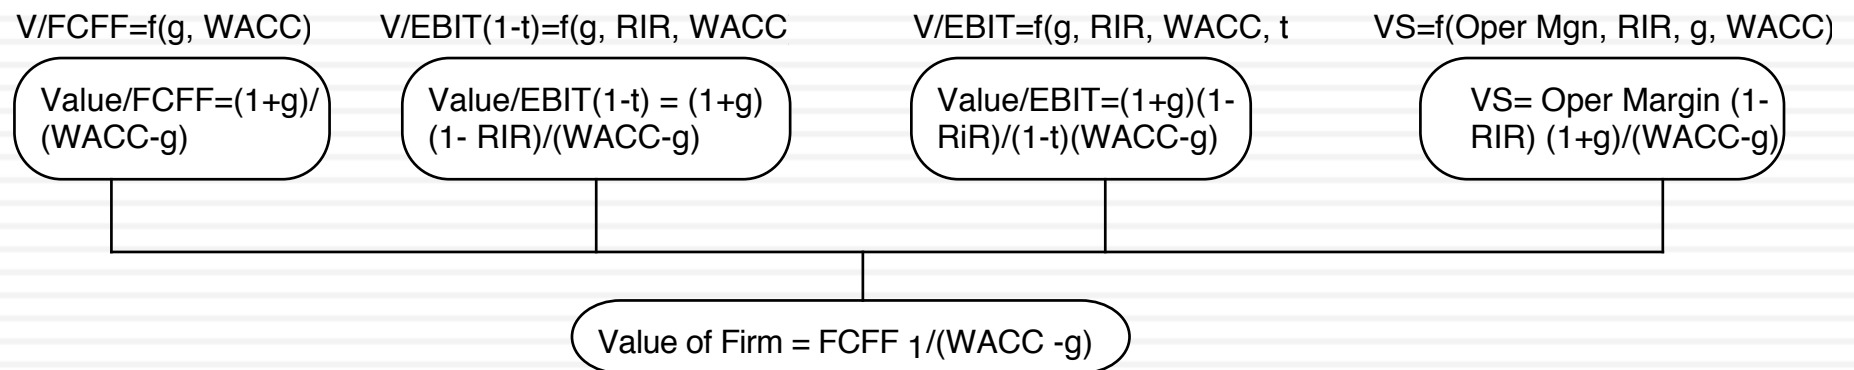 V/FCFF=f(g, WACC)
V/EBIT(1-t)=f(g, RIR, WACC
V/EBIT=f(g, RIR, WACC, t
VS=f(Oper Mgn, RIR, g, WACC)
Value/FCFF=(1+g)/
(WACC-g)
Value/EBIT(1-t) = (1+g)
(1- RIR)/(WACC-g)
Value/EBIT=(1+g)(1-
RiR)/(1-t)(WACC-g)
VS= Oper Margin (1-
RIR) (1+g)/(WACC-g)
Value of Firm = FCFF 1/(WACC -g)